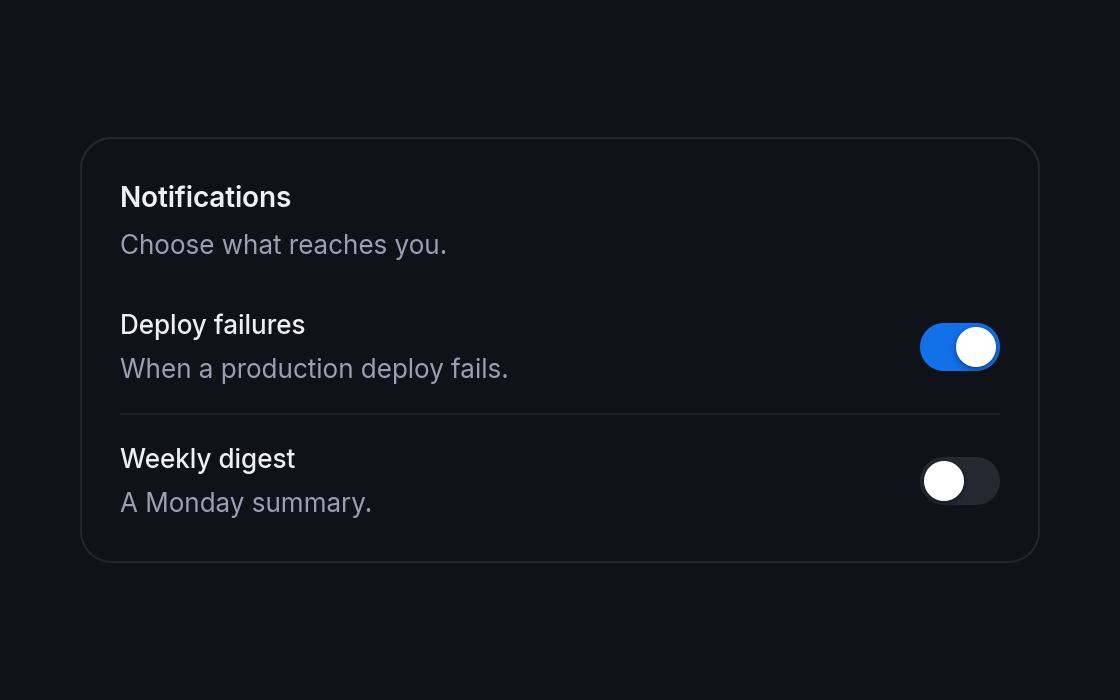 Notifications
Choose what reaches you.
Deploy failures
When a production deploy fails.
Weekly digest
A Monday summary.